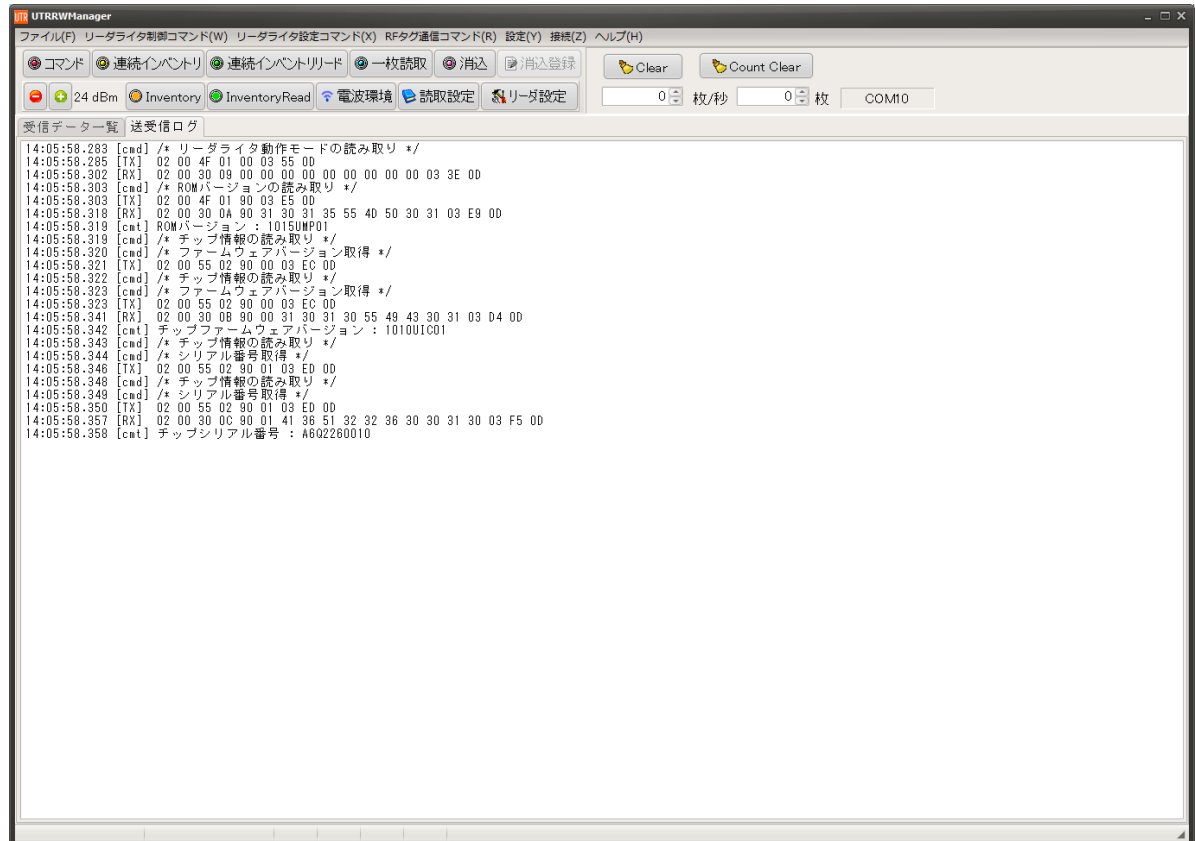 UTR UTRRWManager
ファイル(F) リーダライタ制御コマンド(W) リーダライタ設定コマンド(X) RFタグ通信コマンド(R) 設定(Y) 接続(Z) ヘルプ(H)
コマンド 連続インベントリ 連続インベントリリード 一枚読取 消込 消込登録 Clear Count Clear
24 dBm Inventory InventoryRead 電波環境 読取設定 リーダ設定 0 枚/秒 0 枚 COM10
受信データ一覧 送受信ログ
14:05:58.283 [cmd] /* リーダライタ動作モードの読み取り */
14:05:58.285 [TX] 02 00 4F 01 00 03 55 0D
14:05:58.302 [RX] 02 00 30 09 00 00 00 00 00 00 00 00 00 03 3E 0D
14:05:58.303 [cmd] /* ROMバージョンの読み取り */
14:05:58.303 [TX] 02 00 4F 01 90 03 E5 0D
14:05:58.318 [RX] 02 00 30 0A 90 31 30 31 35 55 4D 50 30 31 03 E9 0D
14:05:58.319 [cmt] ROMバージョン : 1015UMP01
14:05:58.319 [cmd] /* チップ情報の読み取り */
14:05:58.320 [cmd] /* ファームウェアバージョン取得 */
14:05:58.321 [TX] 02 00 55 02 90 00 03 EC 0D
14:05:58.322 [cmd] /* チップ情報の読み取り */
14:05:58.323 [cmd] /* ファームウェアバージョン取得 */
14:05:58.323 [TX] 02 00 55 02 90 00 03 EC 0D
14:05:58.341 [RX] 02 00 30 0B 90 00 31 30 31 30 55 49 43 30 31 03 D4 0D
14:05:58.342 [cmt] チップファームウェアバージョン : 1010UIC01
14:05:58.343 [cmd] /* チップ情報の読み取り */
14:05:58.344 [cmd] /* シリアル番号取得 */
14:05:58.346 [TX] 02 00 55 02 90 01 03 ED 0D
14:05:58.348 [cmd] /* チップ情報の読み取り */
14:05:58.349 [cmd] /* シリアル番号取得 */
14:05:58.350 [TX] 02 00 55 02 90 01 03 ED 0D
14:05:58.357 [RX] 02 00 30 0C 90 01 41 36 51 32 32 36 30 30 31 30 03 F5 0D
14:05:58.358 [cmt] チップシリアル番号 : A6Q2260010